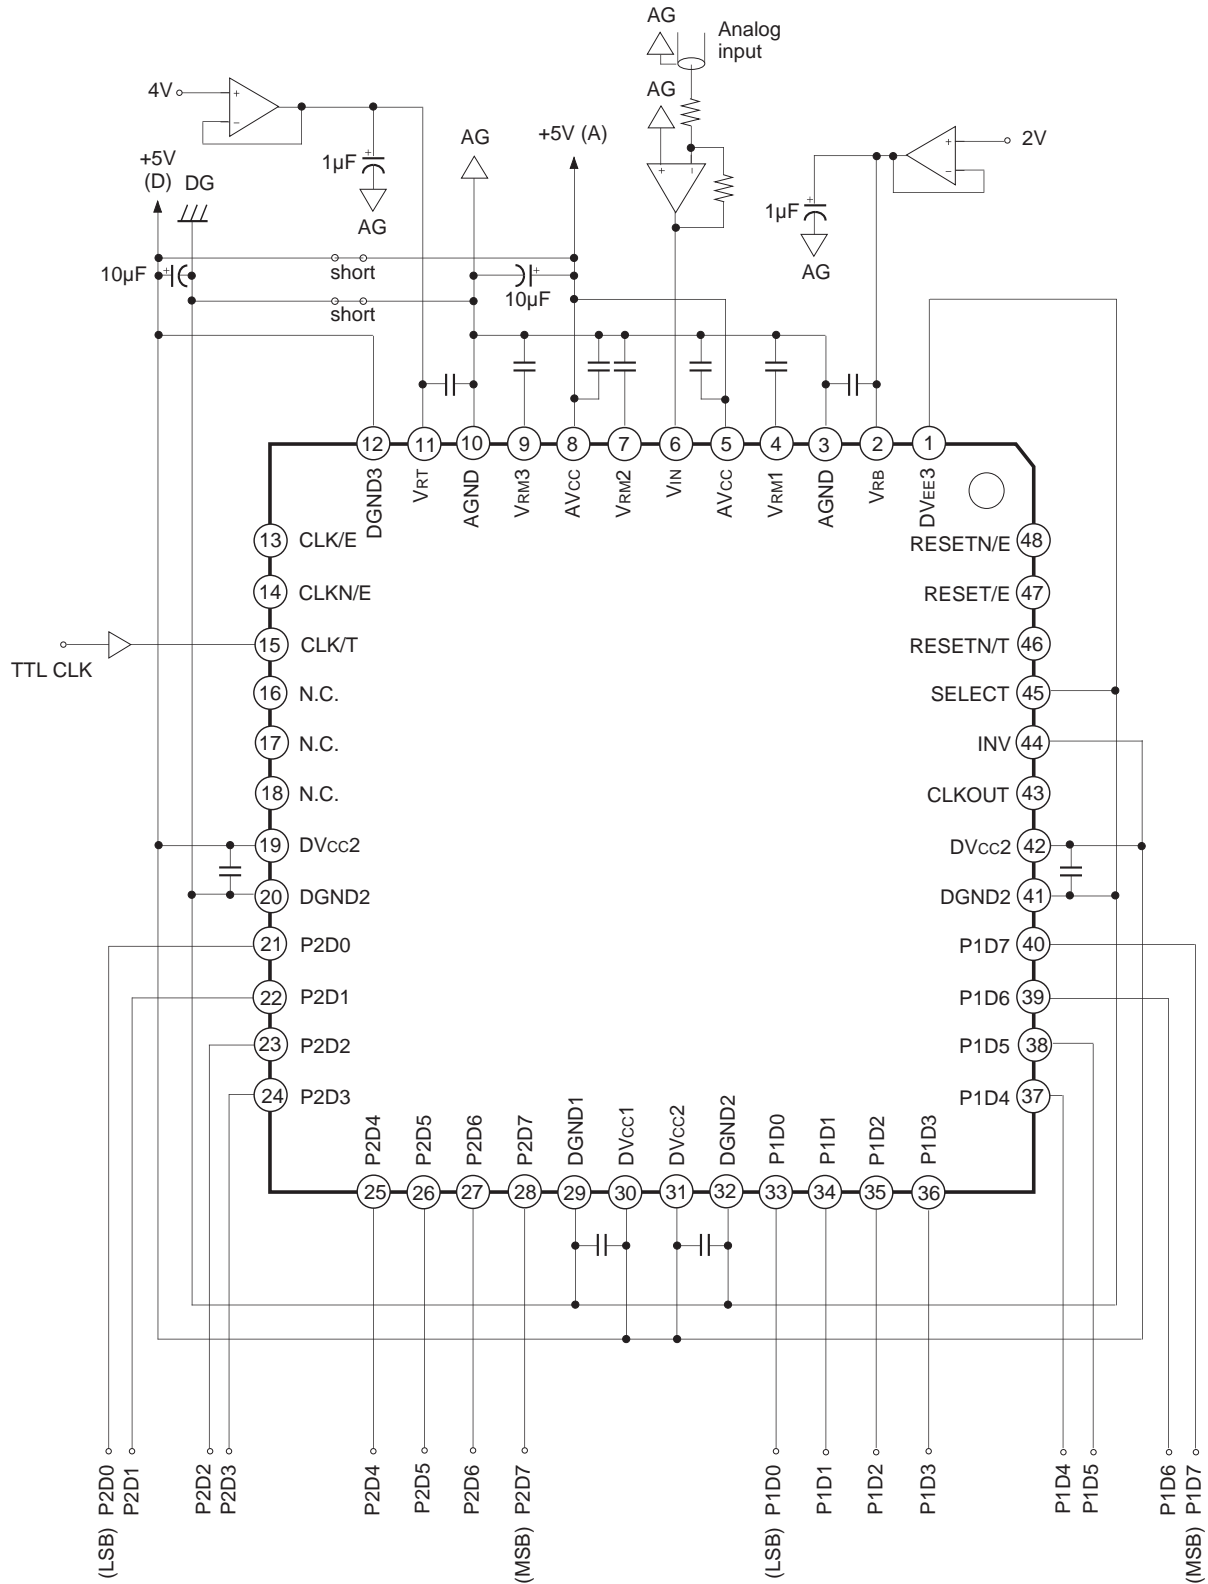 AG
Analog
input
4V
+
−
AG
+5V (A)
AG
+
−
2V
+5V
(D)
DG
1µF
+
AG
+
−
1µF
+
AG
10µF
+
short
+
10µF
short
12
11
10
9
8
7
6
5
4
3
2
1
DGND3
VRT
AGND
VRM3
AVCC
VRM2
VIN
AVCC
VRM1
AGND
VRB
DVEE3
13 CLK/E
14 CLKN/E
15 CLK/T
TTL CLK
16 N.C.
17 N.C.
18 N.C.
19 DVCC2
20 DGND2
21 P2D0
22 P2D1
23 P2D2
24 P2D3
RESETN/E 48
RESET/E 47
RESETN/T 46
SELECT 45
INV 44
CLKOUT 43
DVCC2 42
DGND2 41
P1D7 40
P1D6 39
P1D5 38
P1D4 37
P2D4
P2D5
P2D6
P2D7
DGND1
DVCC1
DVCC2
DGND2
P1D0
P1D1
P1D2
P1D3
25
26
27
28
29
30
31
32
33
34
35
36
(LSB) P2D0
P2D1
P2D2
P2D3
P2D4
P2D5
P2D6
(MSB) P2D7
(LSB) P1D0
P1D1
P1D2
P1D3
P1D4
P1D5
P1D6
(MSB) P1D7